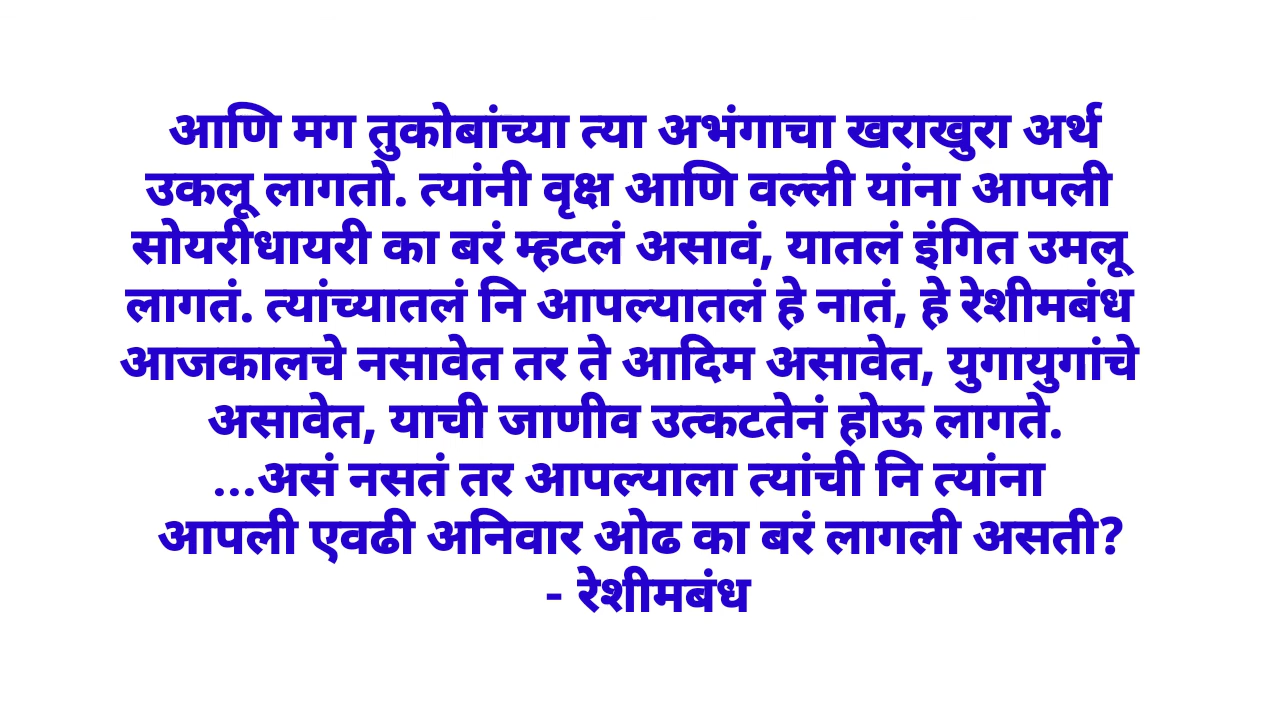 आणि मग तुकोबांच्या त्या अभंगाचा खराखुरा अर्थ
उकलू लागतो. त्यांनी वृक्ष आणि वल्ली यांना आपली
सोयरीधायरी का बरं म्हटलं असावं, यातलं इंगित उमलू
लागतं. त्यांच्यातलं नि आपल्यातलं हे नातं, हे रेशीमबंध
आजकालचे नसावेत तर ते आदिम असावेत, युगायुगांचे
असावेत, याची जाणीव उत्कटतेनं होऊ लागते.
...असं नसतं तर आपल्याला त्यांची नि त्यांना
आपली एवढी अनिवार ओढ का बरं लागली असती?
- रेशीमबंध